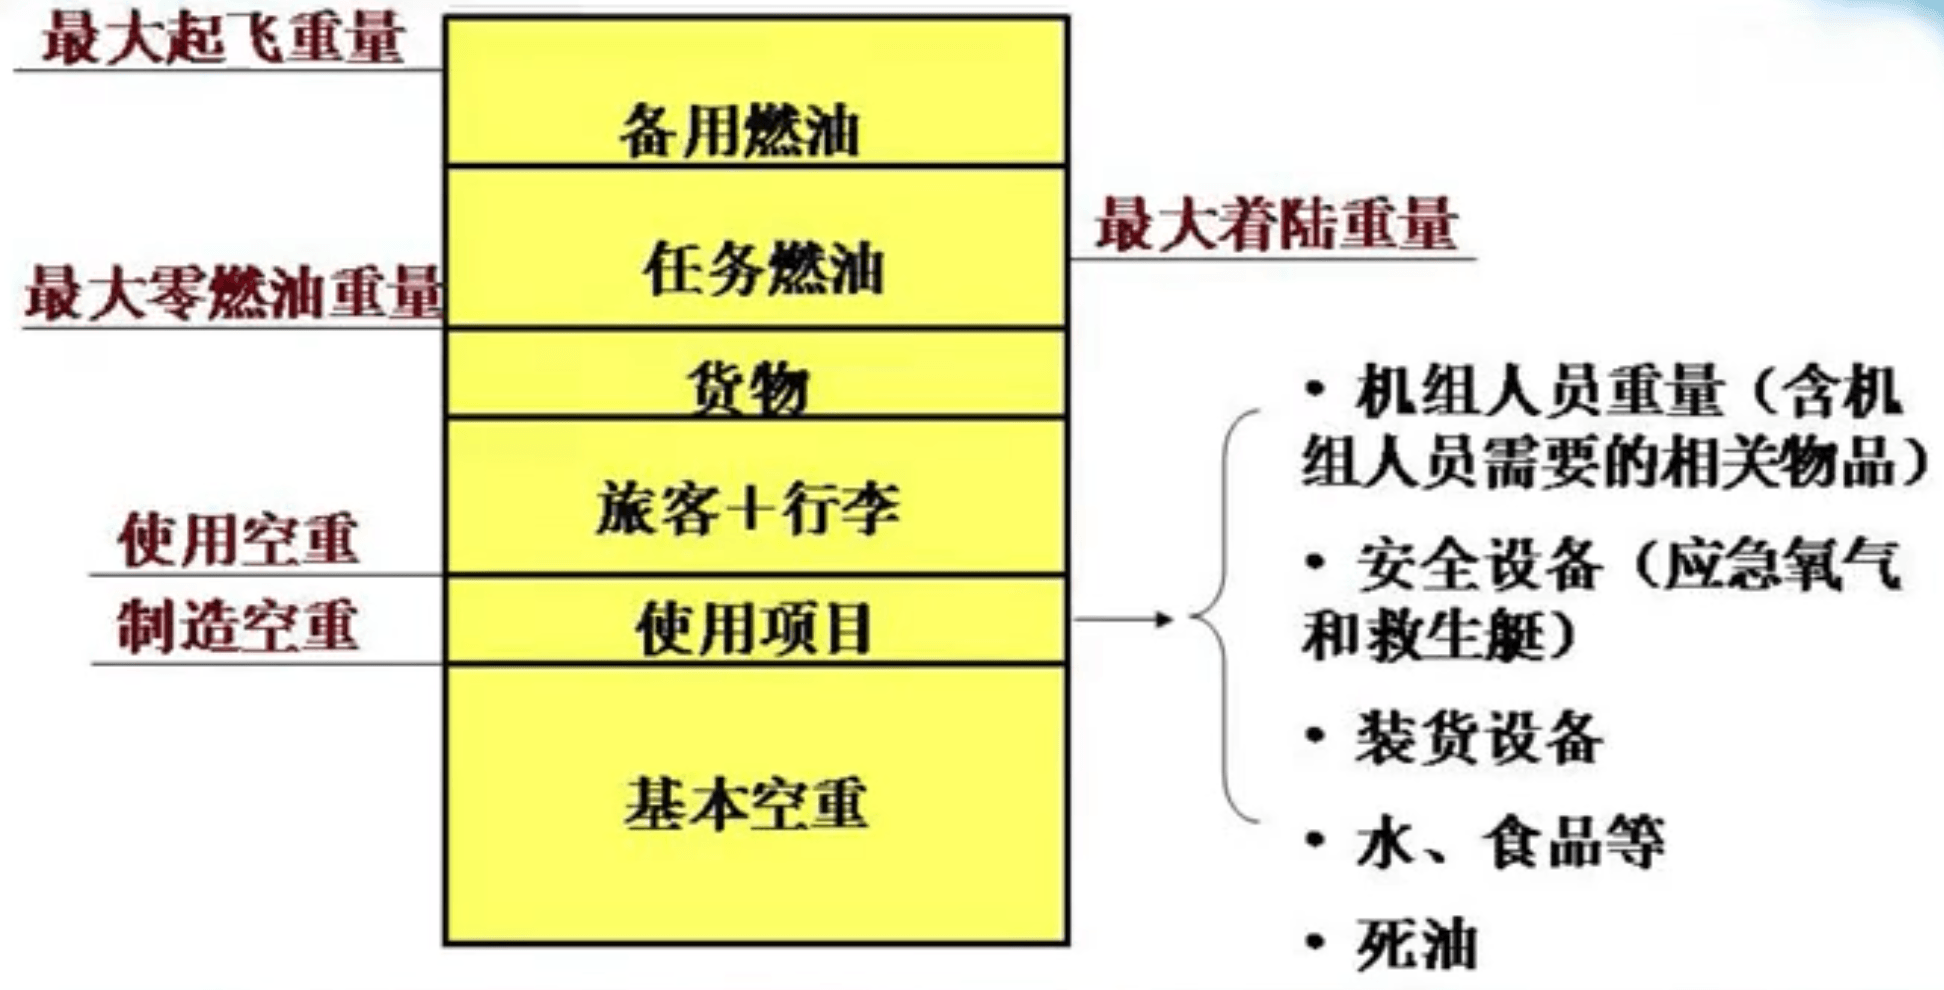 最大起飞重量
备用燃油
最大着陆重量
任务燃油
最大零燃油重量
货物
旅客＋行李
使用空重
制造空重
使用项目
基本空重
• 机组人员重量（含机
组人员需要的相关物品）
• 安全设备（应急氧气
和救生艇）
• 装货设备
• 水、食品等
• 死油